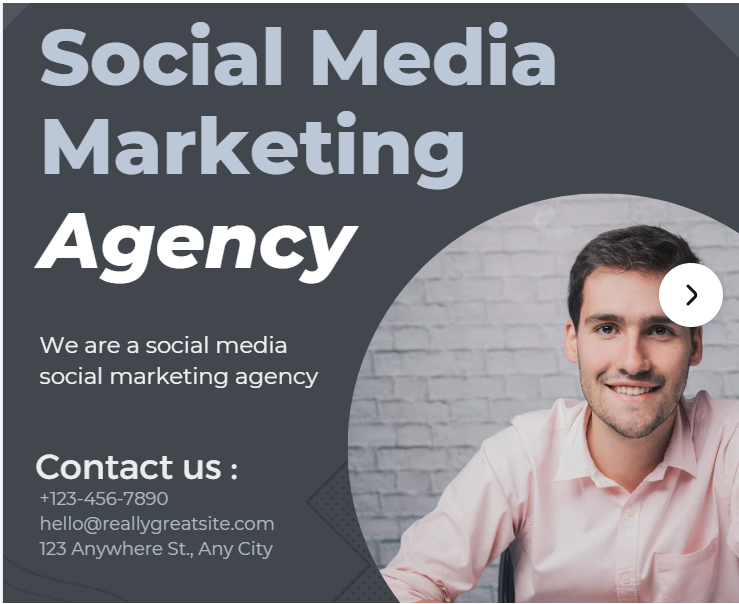 Social Media
Marketing
Agency
We are a social media
social marketing agency
Contact us :
+123-456-7890
hello@reallygreatsite.com
123 Anywhere St., Any City